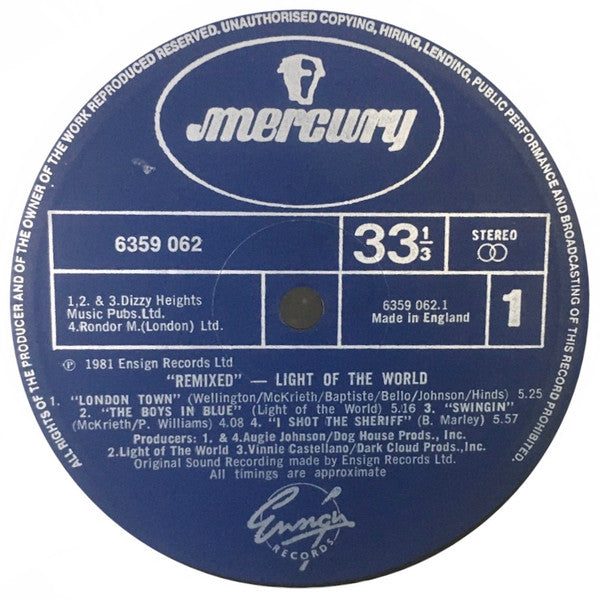 ALL RIGHTS OF THE PRODUCER AND OF THE OWNER OF THE WORK REPRODUCED RESERVED. UNAUTHORISED COPYING, HIRING, LENDING, PUBLIC PERFORMANCE AND BROADCASTING OF THIS RECORD PROHIBITED.
mercury
6359 062
33 1/3
STEREO
1,2. & 3.Dizzy Heights
Music Pubs.Ltd.
4.Rondor M.(London) Ltd.
6359 062.1
Made in England
1
℗ 1981 Ensign Records Ltd
"REMIXED" — LIGHT OF THE WORLD
1. "LONDON TOWN" (Wellington/McKrieth/Baptiste/Bello/Johnson/Hinds) 5.25
2. "THE BOYS IN BLUE" (Light of the World) 5.16 3. "SWINGIN"
(McKrieth/P. Williams) 4.08 4. "I SHOT THE SHERIFF" (B. Marley) 5.57
Producers: 1. & 4.Augie Johnson/Dog House Prods., Inc.
2.Light of The World 3.Vinnie Castellano/Dark Cloud Prods.,Inc.
Original Sound Recording made by Ensign Records Ltd.
All timings are approximate
Ensign
RECORDS